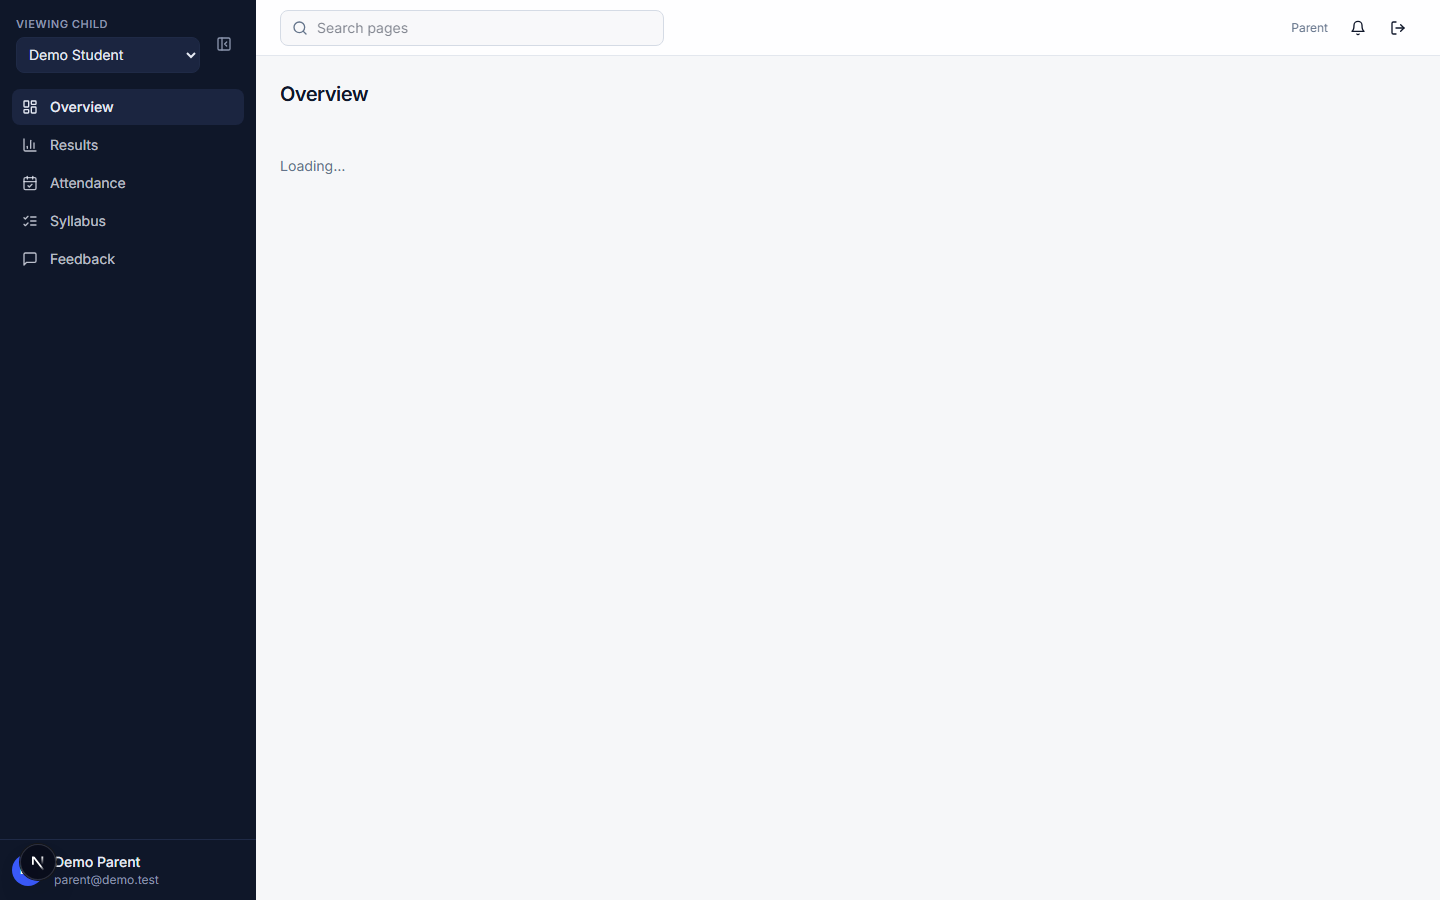 VIEWING CHILD
Demo Student
Overview
Results
Attendance
Syllabus
Feedback
Demo Parent
parent@demo.test
Search pages
Parent
Overview
Loading...